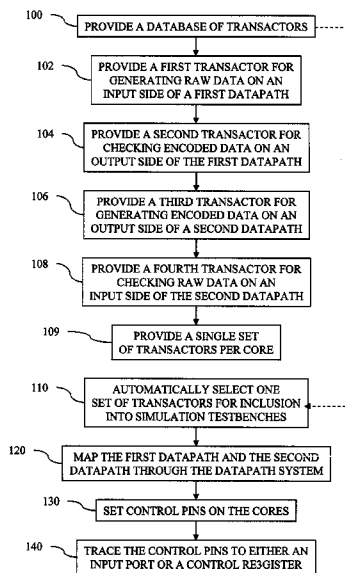 100
PROVIDE A DATABASE OF TRANSACTORS
102
PROVIDE A FIRST TRANSACTOR FOR
GENERATING RAW DATA ON AN
INPUT SIDE OF A FIRST DATAPATH
104
PROVIDE A SECOND TRANSACTOR FOR
CHECKING ENCODED DATA ON AN
OUTPUT SIDE OF THE FIRST DATAPATH
106
PROVIDE A THIRD TRANSACTOR FOR
GENERATING ENCODED DATA ON AN
OUTPUT SIDE OF A SECOND DATAPATH
108
PROVIDE A FOURTH TRANSACTOR FOR
CHECKING RAW DATA ON AN
INPUT SIDE OF THE SECOND DATAPATH
109
PROVIDE A SINGLE SET
OF TRANSACTORS PER CORE
110
AUTOMATICALLY SELECT ONE
SET OF TRANSACTORS FOR INCLUSION
INTO SIMULATION TESTBENCHES
120
MAP THE FIRST DATAPATH AND THE SECOND
DATAPATH THROUGH THE DATAPATH SYSTEM
130
SET CONTROL PINS ON THE CORES
140
TRACE THE CONTROL PINS TO EITHER AN
INPUT PORT OR A CONTROL RE3GISTER